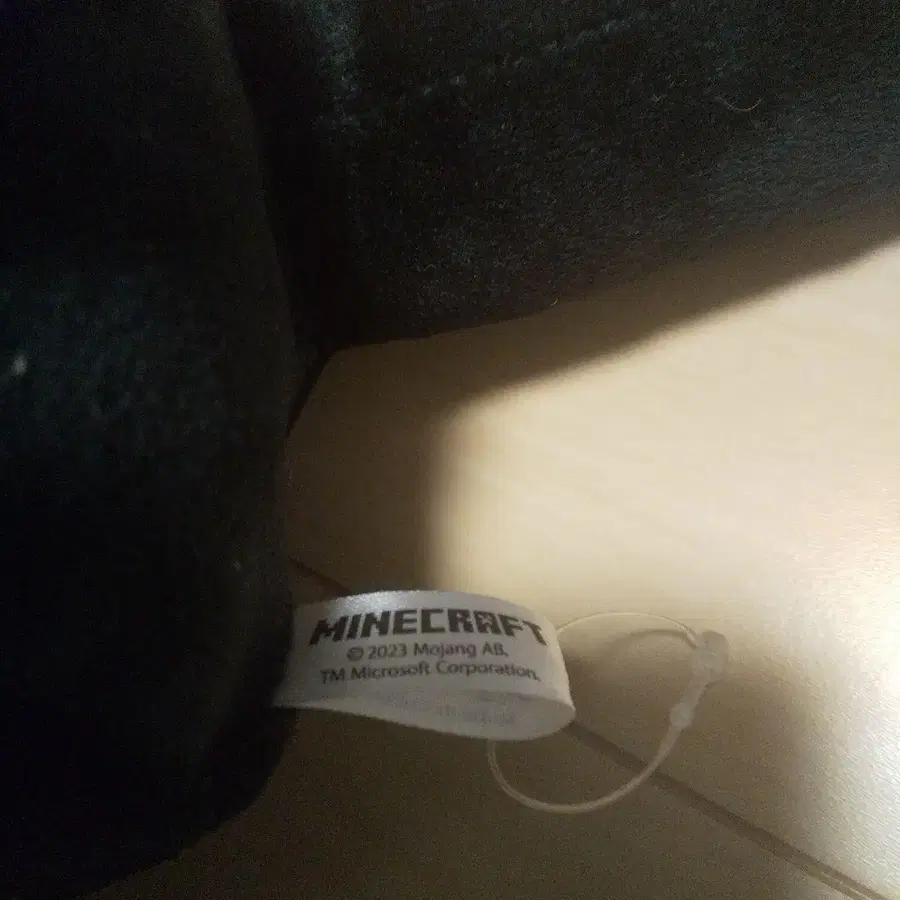 MINECRAFT
© 2023 Mojang AB.
TM Microsoft Corporation.